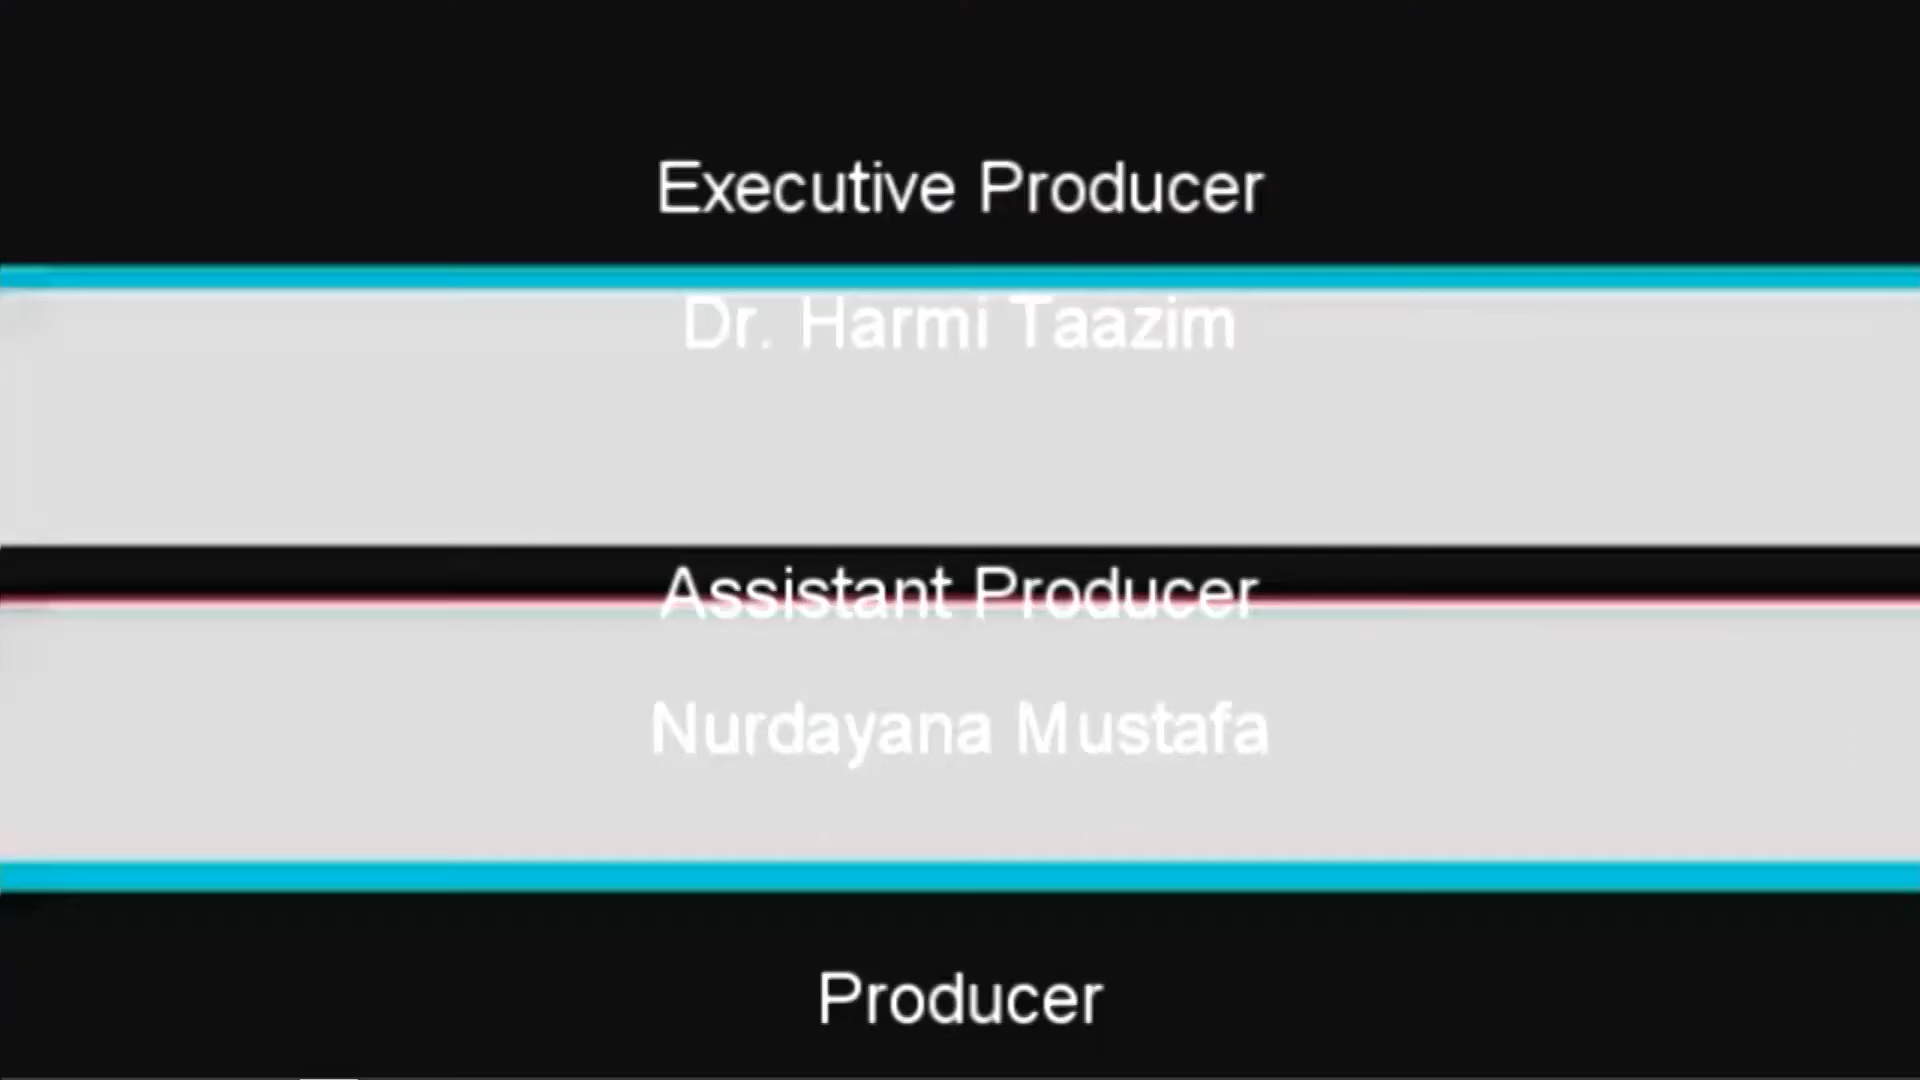 Executive Producer
Dr. Harmi Taazim
Assistant Producer
Nurdayana Mustafa
Producer